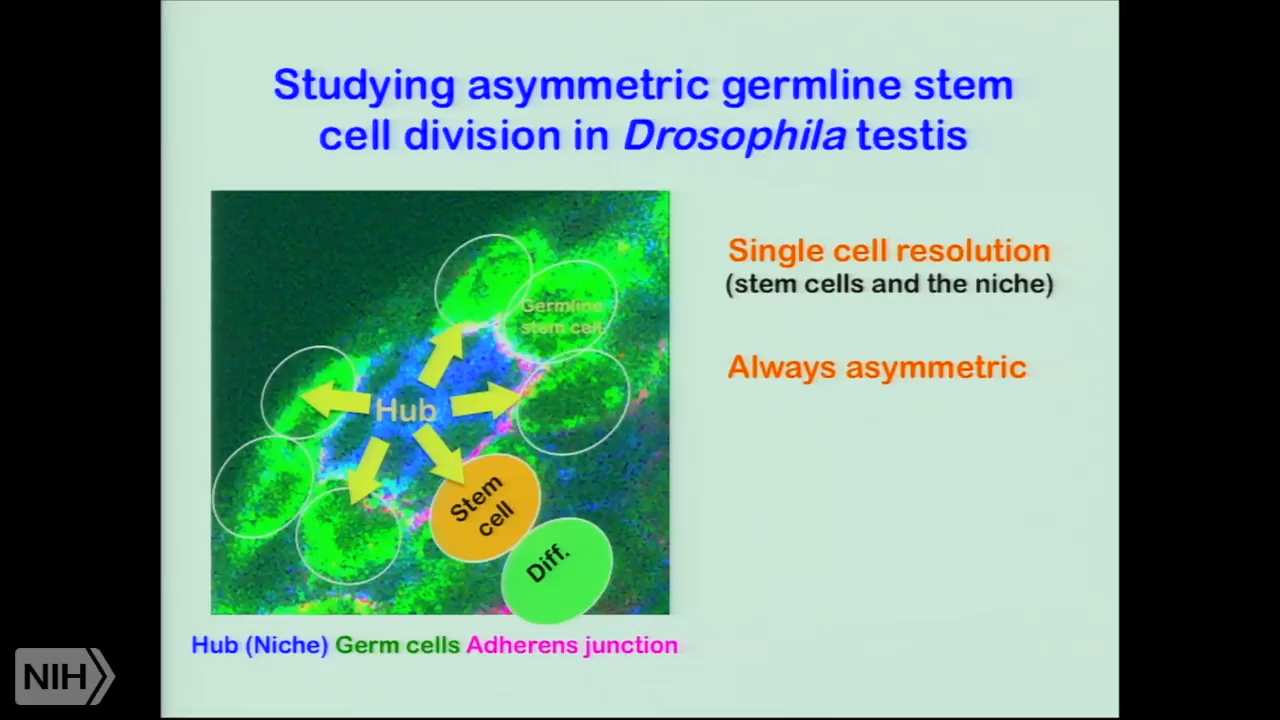 Studying asymmetric germline stem
cell division in Drosophila testis
Single cell resolution
(stem cells and the niche)
Always asymmetric
Germline
stem cell
Hub
Stem
cell
Diff.
Hub (Niche) Germ cells Adherens junction
NIH